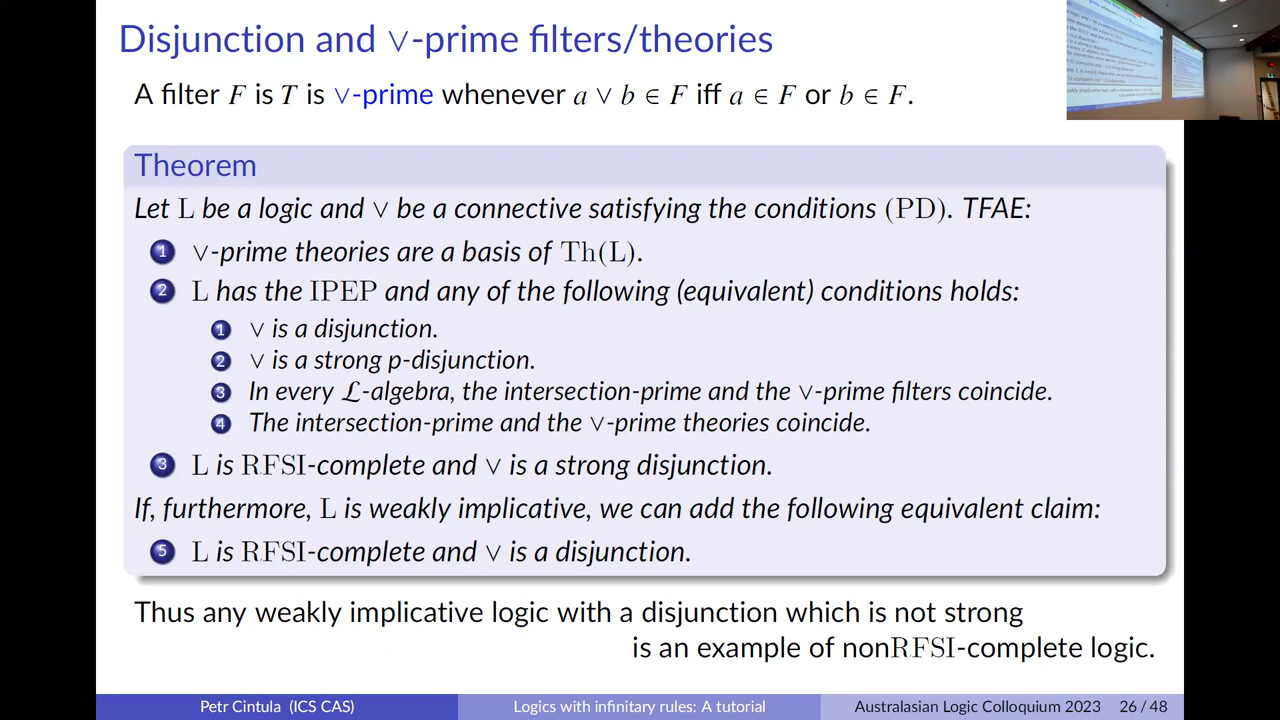 Disjunction and ∨-prime filters/theories
A filter F is T is ∨-prime whenever a ∨ b ∈ F iff a ∈ F or b ∈ F.
Theorem
Let L be a logic and ∨ be a connective satisfying the conditions (PD). TFAE:
1 ∨-prime theories are a basis of Th(L).
2 L has the IPEP and any of the following (equivalent) conditions holds:
1 ∨ is a disjunction.
2 ∨ is a strong p-disjunction.
3 In every ℒ-algebra, the intersection-prime and the ∨-prime filters coincide.
4 The intersection-prime and the ∨-prime theories coincide.
3 L is RFSI-complete and ∨ is a strong disjunction.
If, furthermore, L is weakly implicative, we can add the following equivalent claim:
5 L is RFSI-complete and ∨ is a disjunction.
Thus any weakly implicative logic with a disjunction which is not strong
is an example of nonRFSI-complete logic.
Petr Cintula (ICS CAS) Logics with infinitary rules: A tutorial Australasian Logic Colloquium 2023 26 / 48